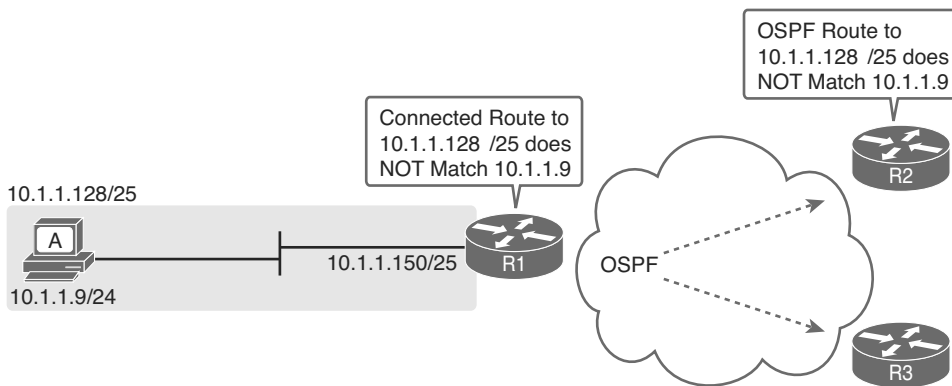 OSPF Route to
10.1.1.128 /25 does
NOT Match 10.1.1.9
R2
Connected Route to
10.1.1.128 /25 does
NOT Match 10.1.1.9
10.1.1.128/25
A
10.1.1.9/24
10.1.1.150/25
R1
OSPF
R3